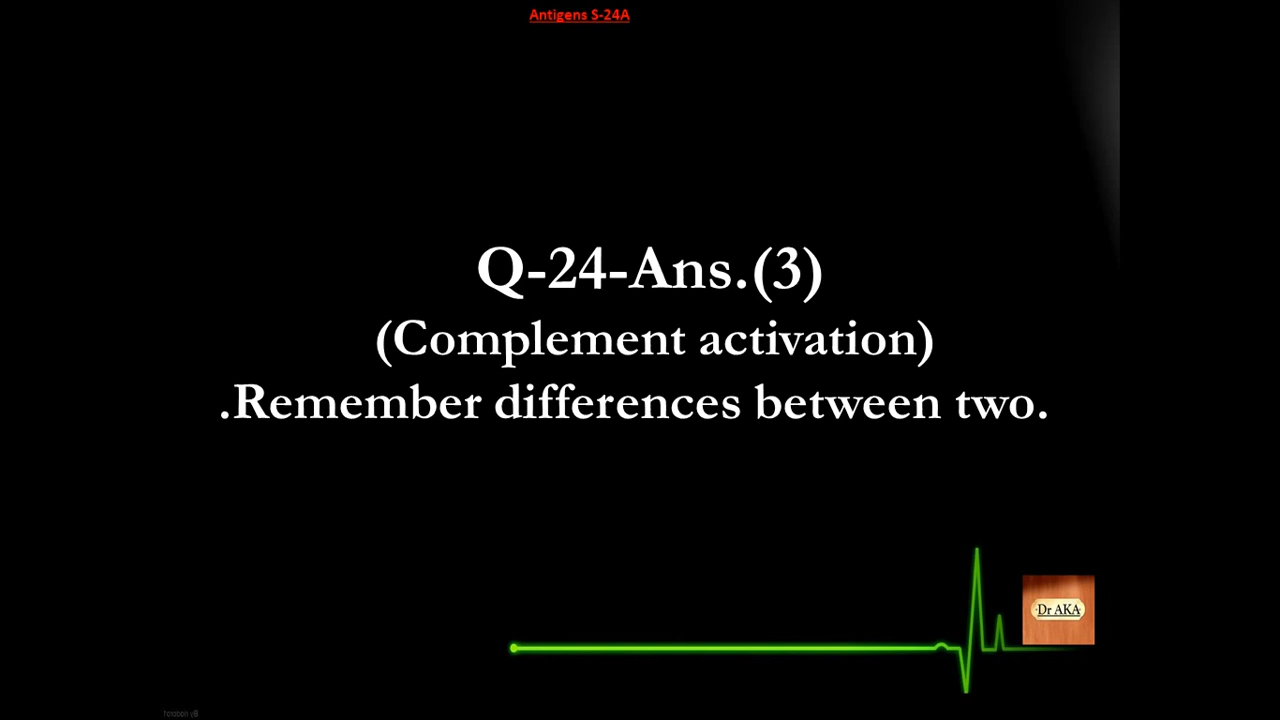 Antigens S-24A
Q-24-Ans.(3)
(Complement activation)
.Remember differences between two.
Dr AKA